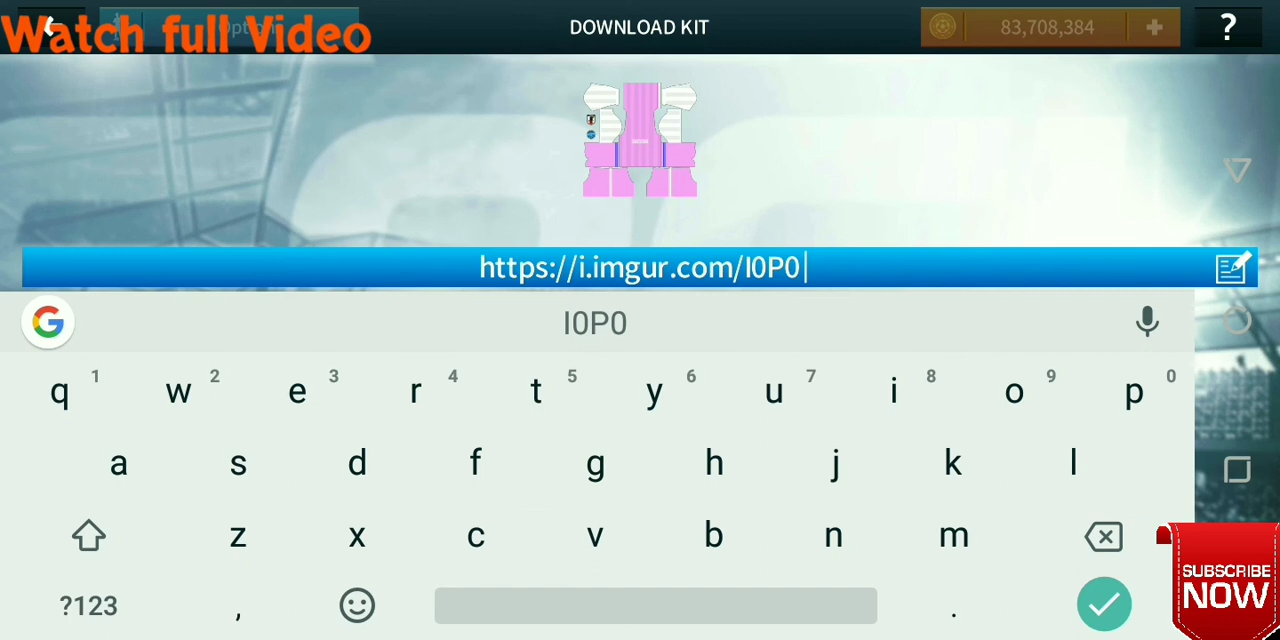 Watch full Video
DOWNLOAD KIT
83,708,384
+
?
https://i.imgur.com/I0P0
I0P0
q 1 w 2 e 3 r 4 t 5 y 6 u 7 i 8 o 9 p 0
a s d f g h j k l
z x c v b n m
?123 , .
SUBSCRIBE
NOW